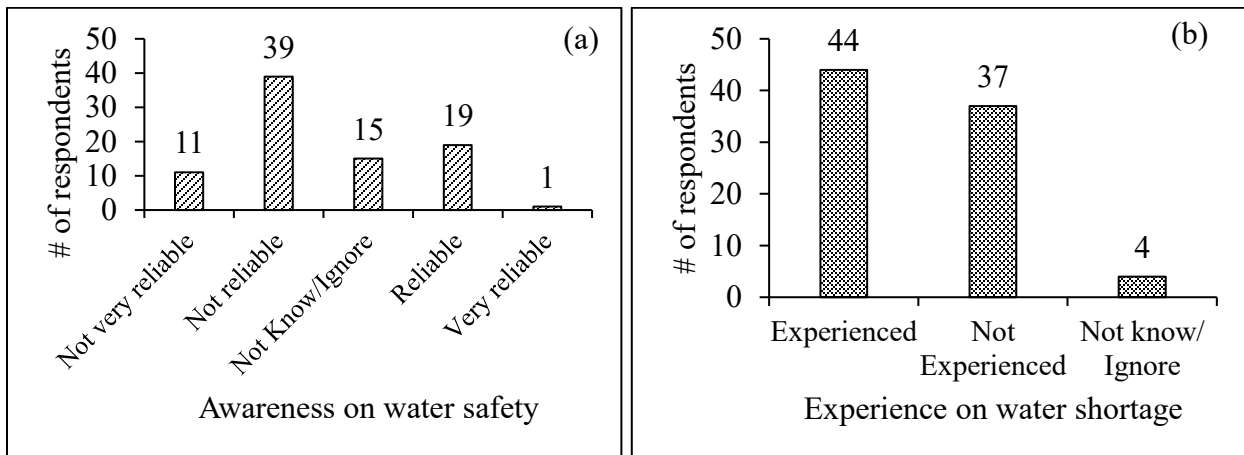 (a)
# of respondents
50
40
30
20
10
0
11
39
15
19
1
Not very reliable
Not reliable
Not Know/Ignore
Reliable
Very reliable
Awareness on water safety
(b)
# of respondents
50
40
30
20
10
0
44
37
4
Experienced
Not
Experienced
Not know/
Ignore
Experience on water shortage